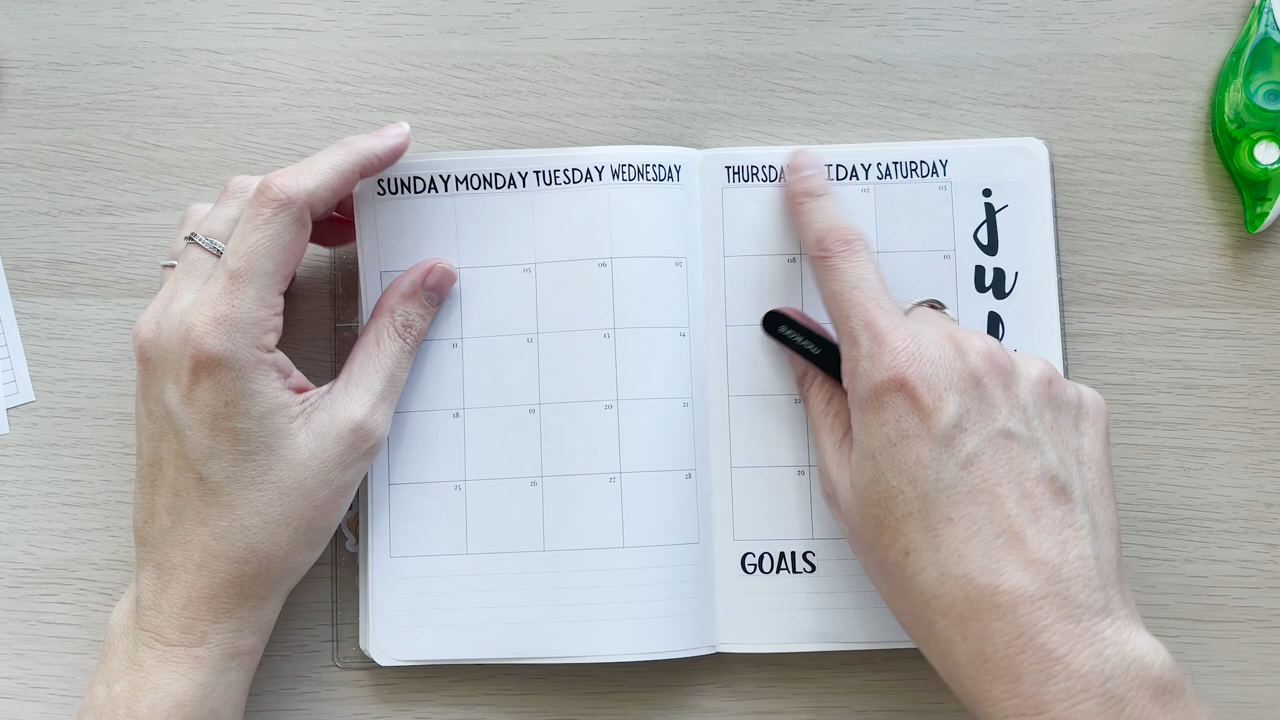 SUNDAY MONDAY TUESDAY WEDNESDAY THURSDA IDAY SATURDAY
02 03
05 06 07 08 10
11 12 13 14
18 19 20 21 22
25 26 27 28 29
j
u
GOALS